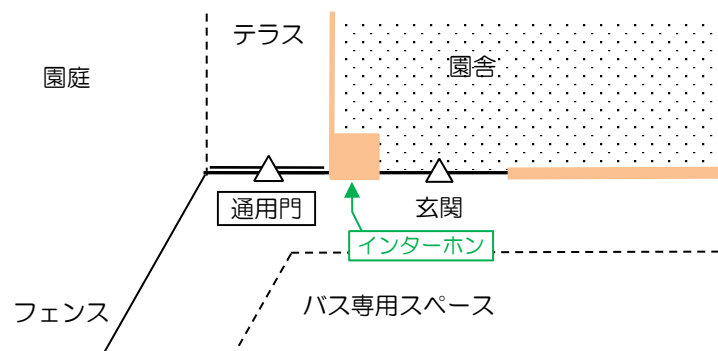 テラス
園庭
園舎
通用門
玄関
インターホン
フェンス
バス専用スペース